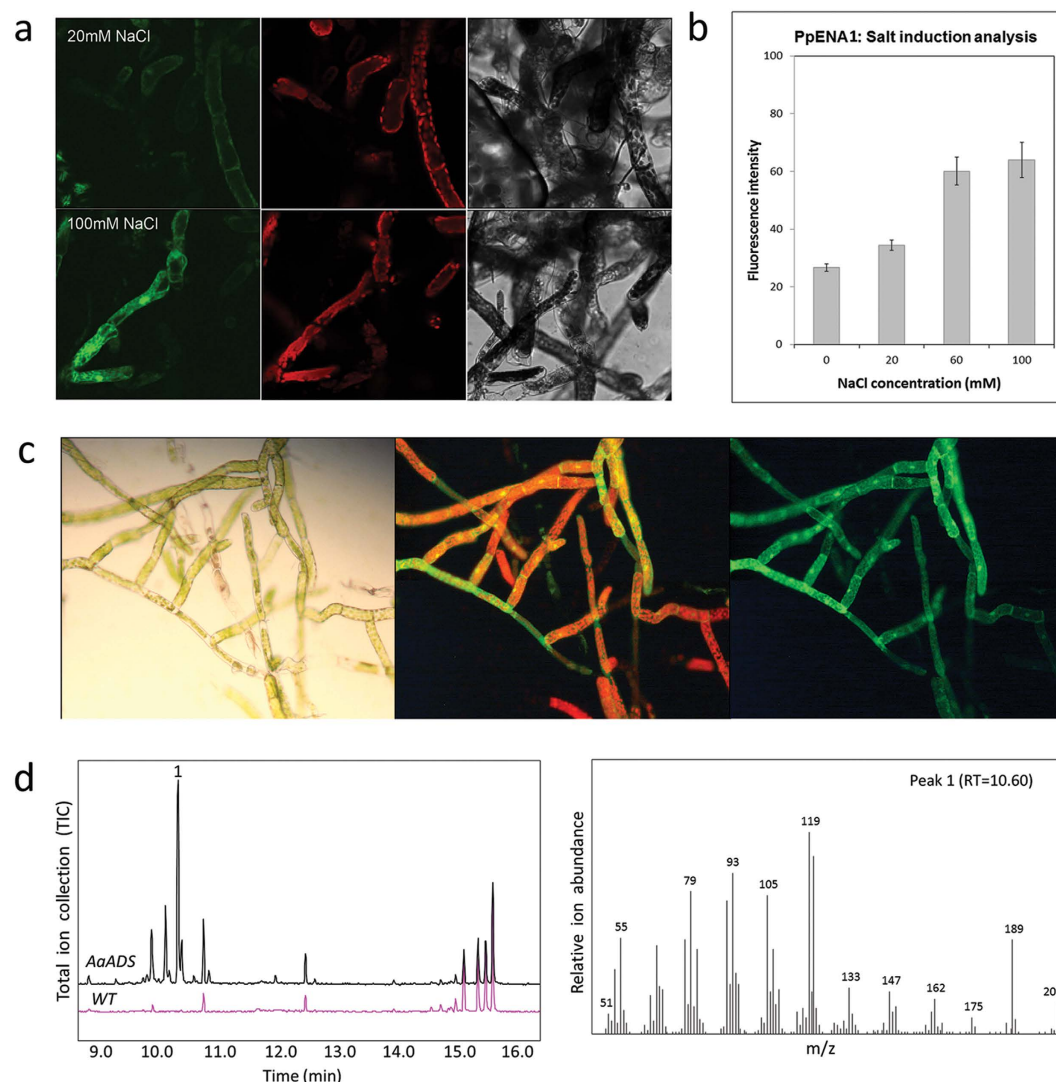 a
20mM NaCl
100mM NaCl
b
PpENA1: Salt induction analysis
Fluorescence intensity
100
80
60
40
20
0
0 20 60 100
NaCl concentration (mM)
c
d
Total ion collection (TIC)
1
AaADS
WT
9.0 10.0 11.0 12.0 13.0 14.0 15.0 16.0
Time (min)
Peak 1 (RT=10.60)
Relative ion abundance
51
55
79
93
105
119
133
147
162
175
189
20
m/z